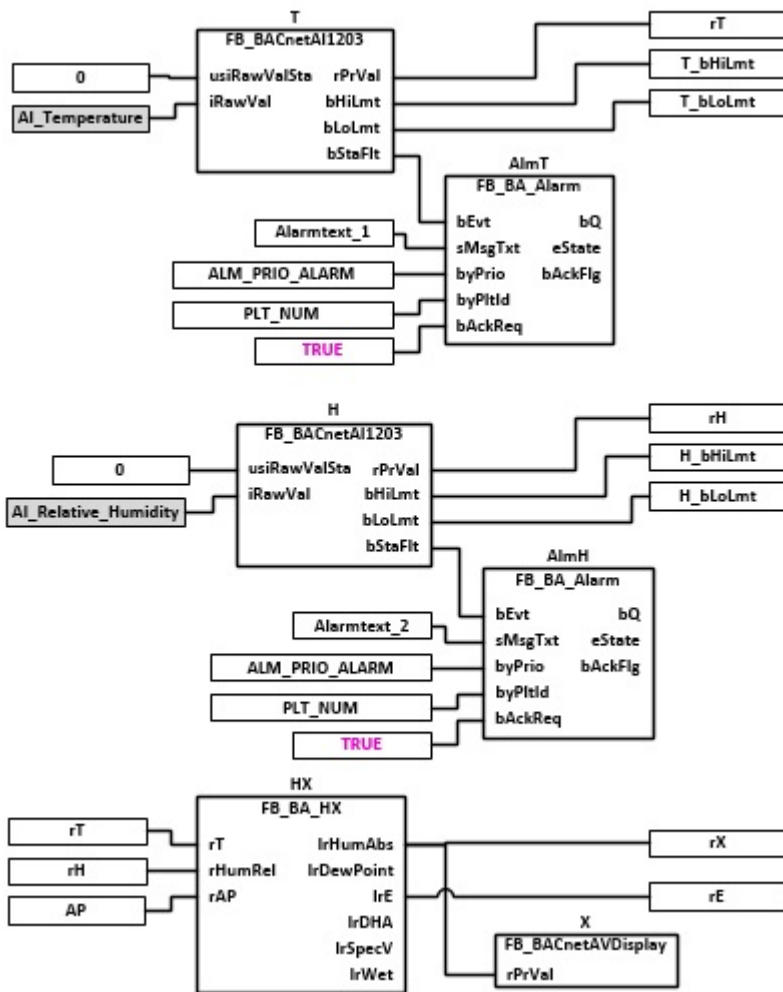 T
FB_BACnetAI1203
0
AI_Temperature
usiRawValSta
iRawVal
rPrVal
bHiLmt
bLoLmt
bStaFlt
rT
T_bHiLmt
T_bLoLmt
AlmT
FB_BA_Alarm
Alarmtext_1
ALM_PRIO_ALARM
PLT_NUM
TRUE
bEvt
sMsgTxt
byPrio
byPltId
bAckReq
bQ
eState
bAckFlg
H
FB_BACnetAI1203
0
AI_Relative_Humidity
usiRawValSta
iRawVal
rPrVal
bHiLmt
bLoLmt
bStaFlt
rH
H_bHiLmt
H_bLoLmt
AlmH
FB_BA_Alarm
Alarmtext_2
ALM_PRIO_ALARM
PLT_NUM
TRUE
bEvt
sMsgTxt
byPrio
byPltId
bAckReq
bQ
eState
bAckFlg
HX
FB_BA_HX
rT
rH
AP
rT
rHumRel
rAP
lrHumAbs
lrDewPoint
lrE
lrDHA
lrSpecV
lrWet
rX
rE
X
FB_BACnetAVDisplay
rPrVal